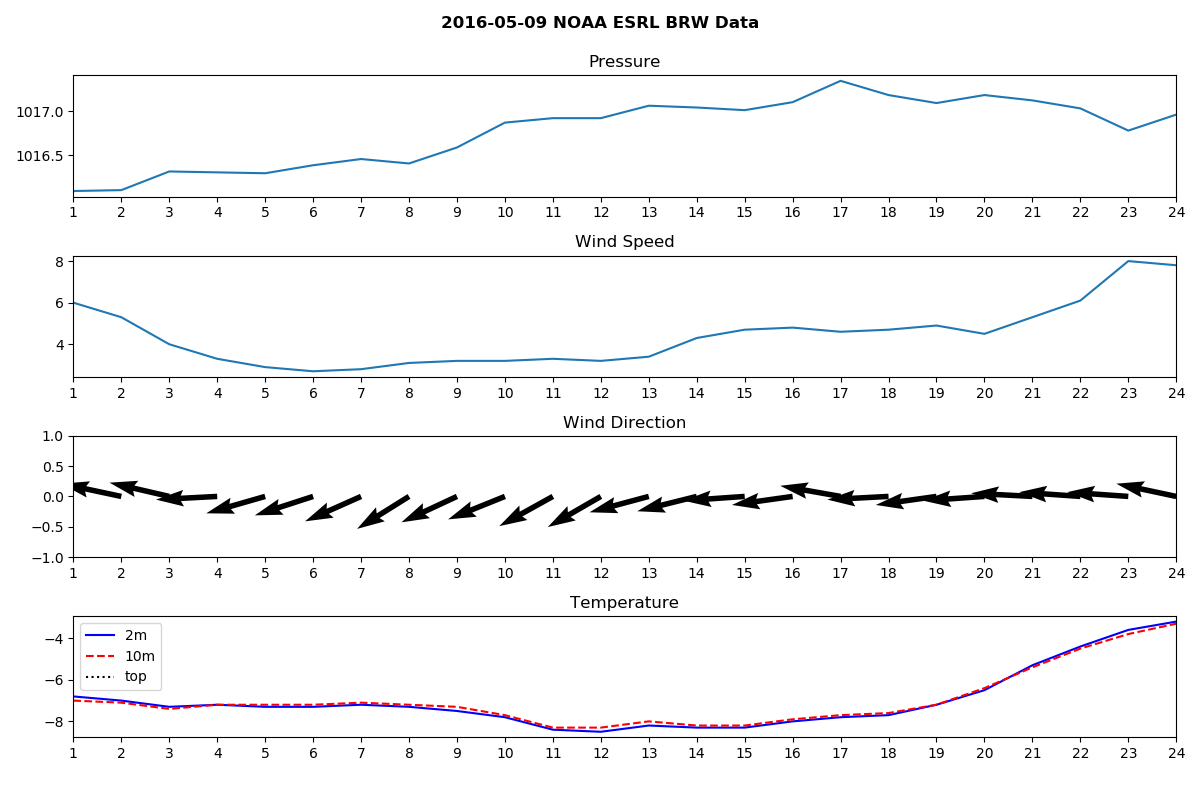 2016-05-09 NOAA ESRL BRW Data
Pressure
1017.0
1016.5
1 2 3 4 5 6 7 8 9 10 11 12 13 14 15 16 17 18 19 20 21 22 23 24
Wind Speed
8
6
4
1 2 3 4 5 6 7 8 9 10 11 12 13 14 15 16 17 18 19 20 21 22 23 24
Wind Direction
1.0
0.5
0.0
−0.5
−1.0
1 2 3 4 5 6 7 8 9 10 11 12 13 14 15 16 17 18 19 20 21 22 23 24
Temperature
2m
10m
top
−4
−6
−8
1 2 3 4 5 6 7 8 9 10 11 12 13 14 15 16 17 18 19 20 21 22 23 24